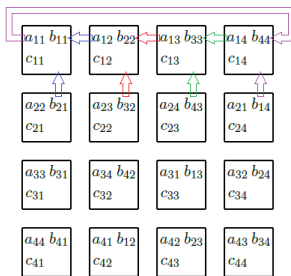 a11 b11 a12 b22 a13 b33 a14 b44
c11 c12 c13 c14
a22 b21 a23 b32 a24 b43 a21 b14
c21 c22 c23 c24
a33 b31 a34 b42 a31 b13 a32 b24
c31 c32 c33 c34
a44 b41 a41 b12 a42 b23 a43 b34
c41 c42 c43 c44